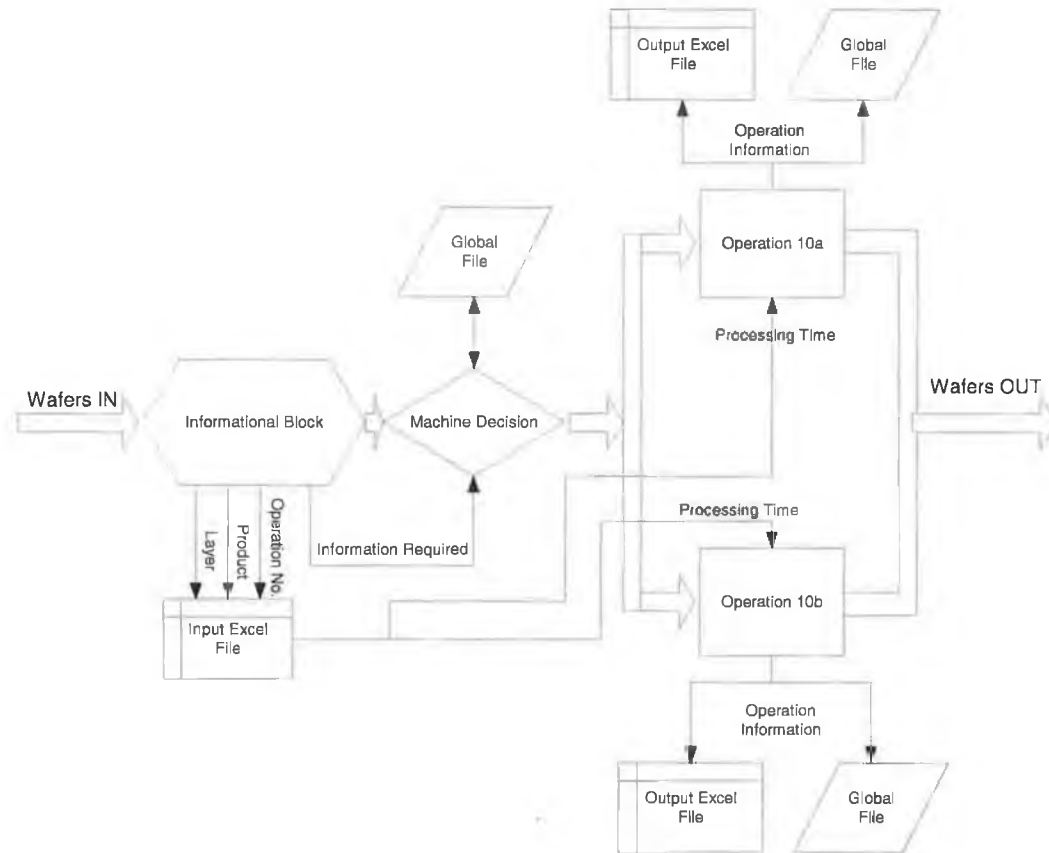 Output Excel
File
Global
File
Operation
Information
Global
File
Operation 10a
Processing Time
Wafers IN
Informational Block
Machine Decision
Wafers OUT
Layer
Product
Operation No.
Information Required
Processing Time
Input Excel
File
Operation 10b
Operation
Information
Output Excel
File
Global
File